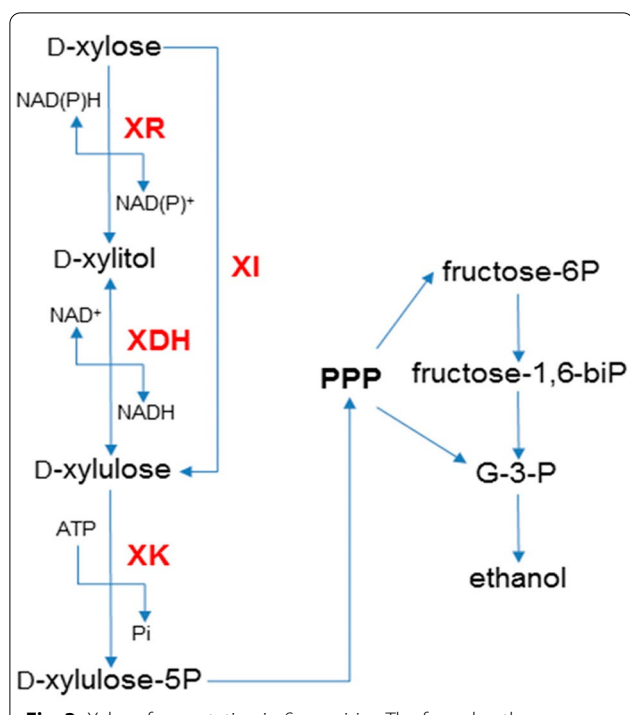 D-xylose
NAD(P)H
XR
NAD(P)⁺
D-xylitol
XI
NAD⁺
XDH
NADH
D-xylulose
ATP
XK
Pi
D-xylulose-5P
PPP
fructose-6P
fructose-1,6-biP
G-3-P
ethanol